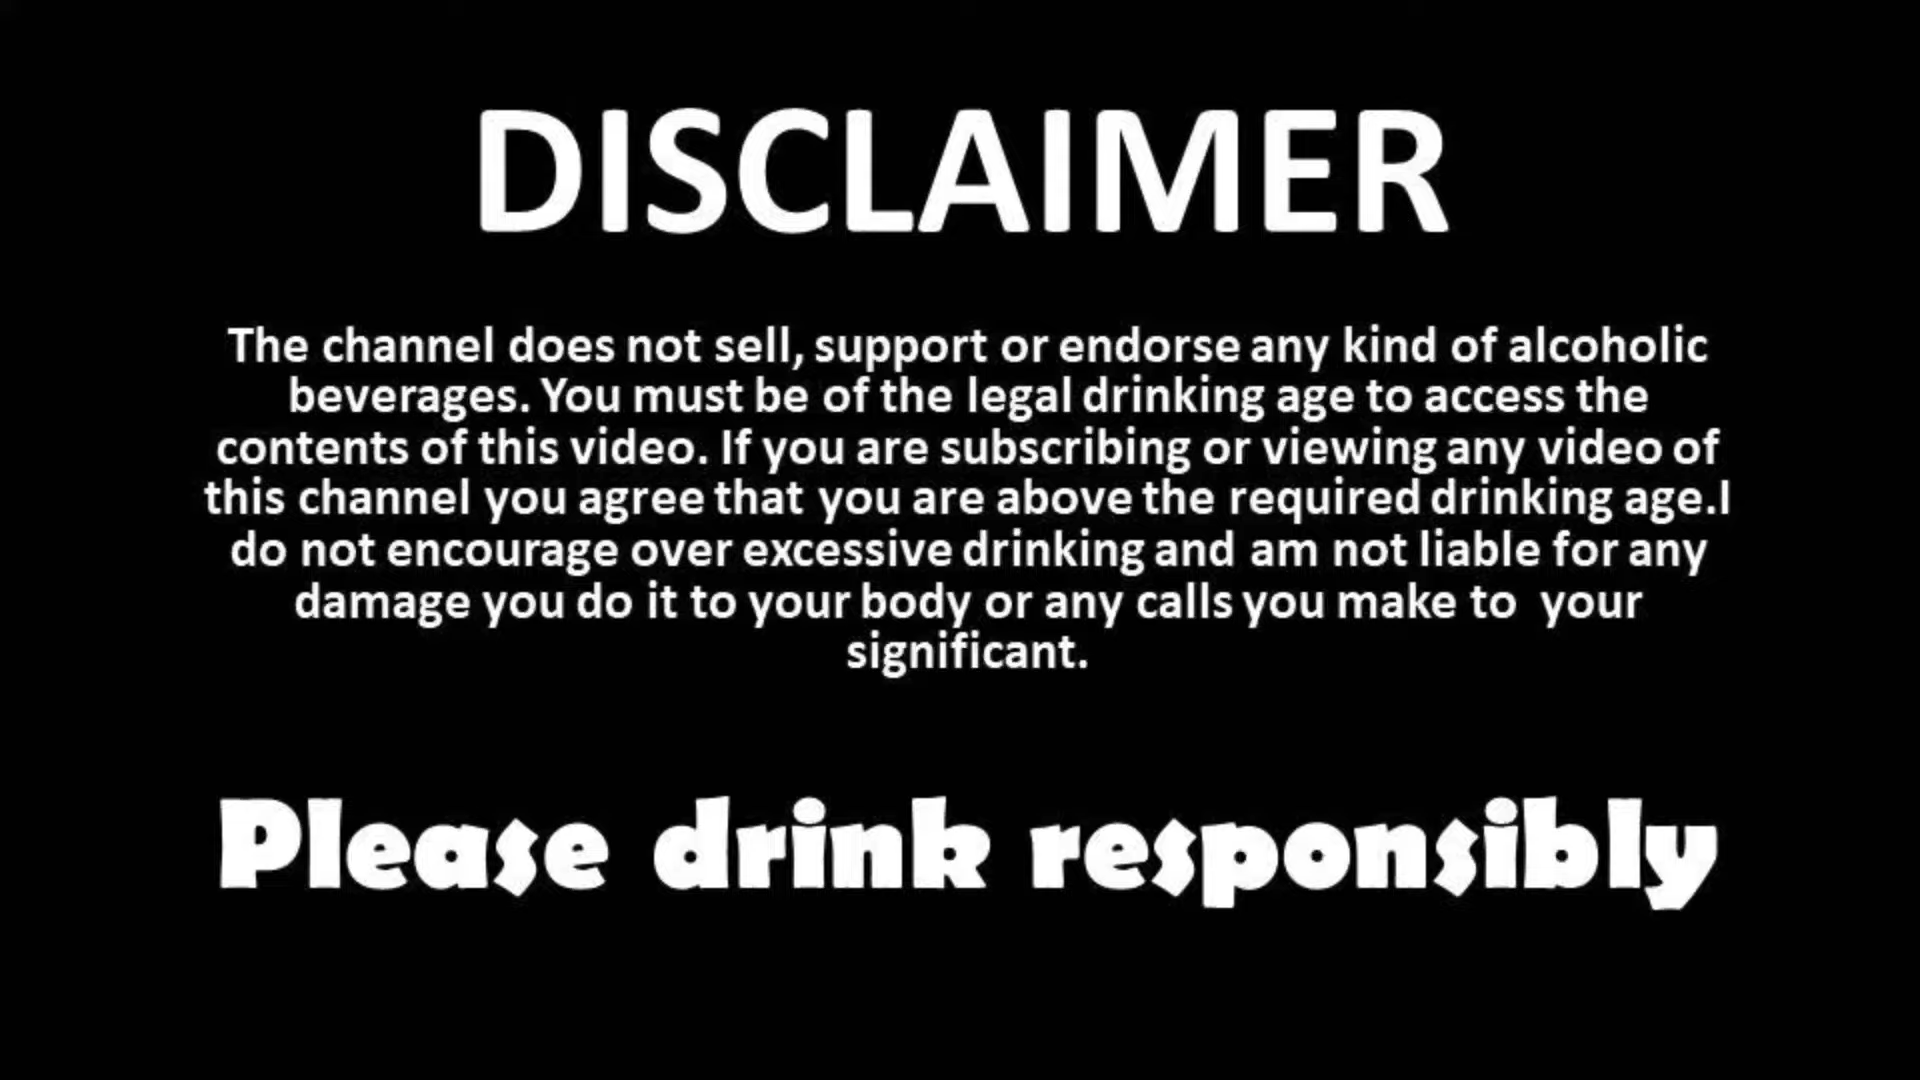 DISCLAIMER
The channel does not sell, support or endorse any kind of alcoholic
beverages. You must be of the legal drinking age to access the
contents of this video. If you are subscribing or viewing any video of
this channel you agree that you are above the required drinking age.I
do not encourage over excessive drinking and am not liable for any
damage you do it to your body or any calls you make to your
significant.
Please drink responsibly